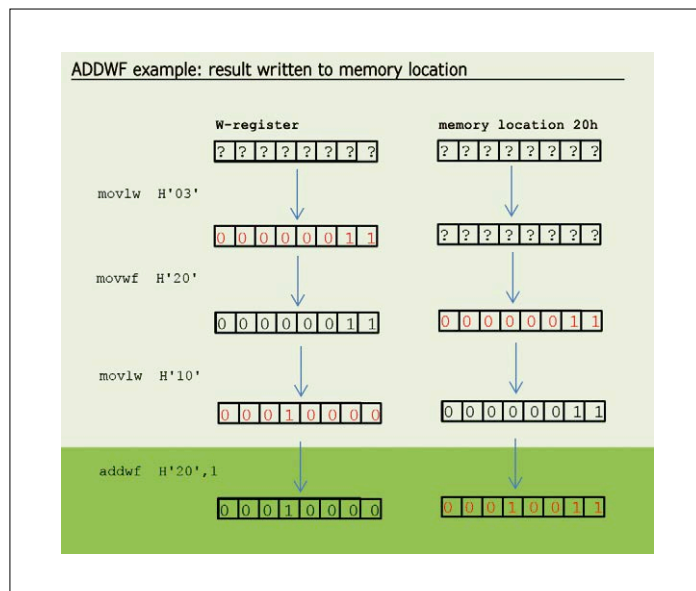 ADDWF example: result written to memory location
W-register memory location 20h
? ? ? ? ? ? ? ? ? ? ? ? ? ? ? ?
movlw H'03'
0 0 0 0 0 0 1 1 ? ? ? ? ? ? ? ?
movwf H'20'
0 0 0 0 0 0 1 1 0 0 0 0 0 0 1 1
movlw H'10'
0 0 0 1 0 0 0 0 0 0 0 0 0 0 1 1
addwf H'20',1
0 0 0 1 0 0 0 0 0 0 0 1 0 0 1 1